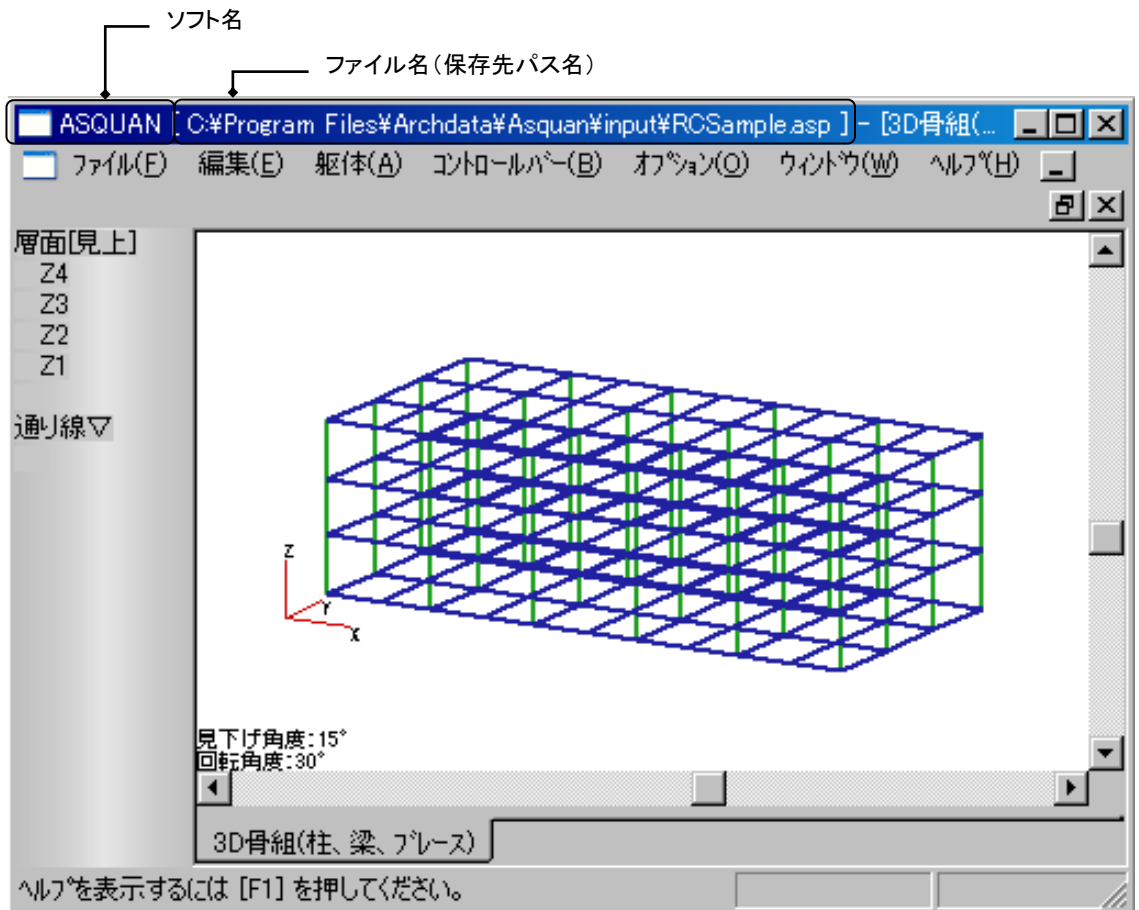 ソフト名
ファイル名(保存先パス名)
ASQUAN [ C:¥Program Files¥Archdata¥Asquan¥input¥RCSample.asp ] - [3D骨組(...
ファイル(F) 編集(E) 躯体(A) コントロールバー(B) オプション(O) ウィンドウ(W) ヘルプ(H)
層面[見上]
Z4
Z3
Z2
Z1
通り線▽
Z
Y
X
見下げ角度:15°
回転角度:30°
3D骨組(柱、梁、ブレース)
ヘルプを表示するには [F1] を押してください。